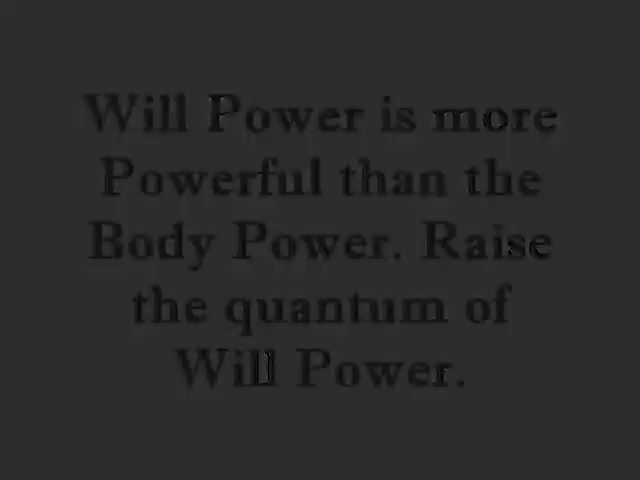 Will Power is more
Powerful than the
Body Power. Raise
the quantum of
Will Power.